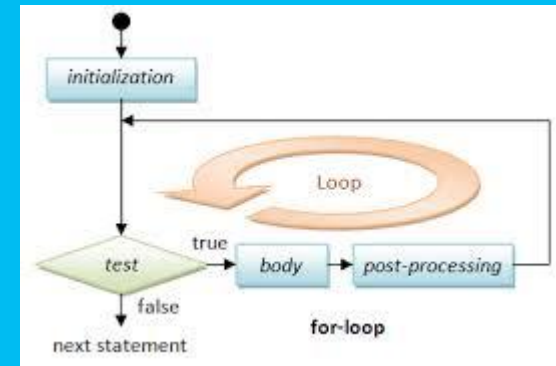 initialization
Loop
true
test
body
post-processing
false
for-loop
next statement